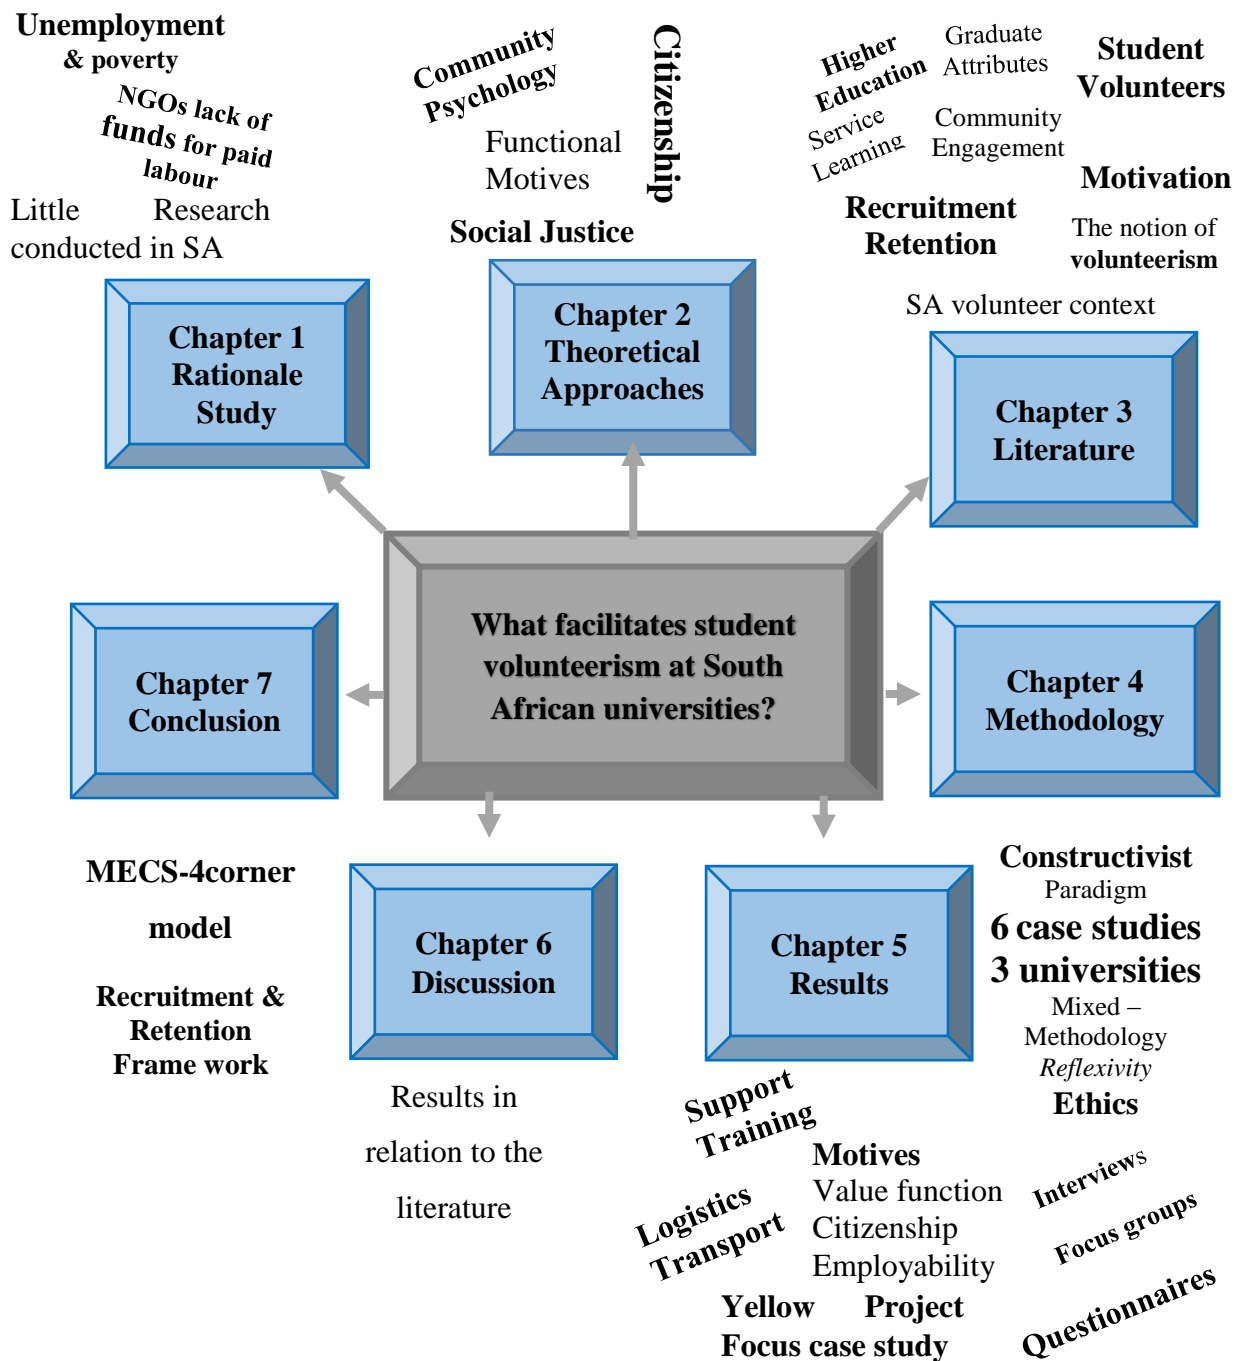 Unemployment
& poverty
NGOs lack of
funds for paid
labour
Little Research
conducted in SA
Community
Psychology
Functional
Motives
Citizenship
Social Justice
Higher
Education
Service
Learning
Graduate
Attributes
Community
Engagement
Student
Volunteers
Motivation
Recruitment
Retention
The notion of
volunteerism
SA volunteer context
Chapter 1
Rationale
Study
Chapter 2
Theoretical
Approaches
Chapter 3
Literature
What facilitates student
volunteerism at South
African universities?
Chapter 7
Conclusion
Chapter 4
Methodology
MECS-4corner
model
Recruitment &
Retention
Frame work
Chapter 6
Discussion
Results in
relation to the
literature
Chapter 5
Results
Constructivist
Paradigm
6 case studies
3 universities
Mixed –
Methodology
Reflexivity
Ethics
Support
Training
Logistics
Transport
Motives
Value function
Citizenship
Employability
Yellow Project
Focus case study
Interviews
Focus groups
Questionnaires